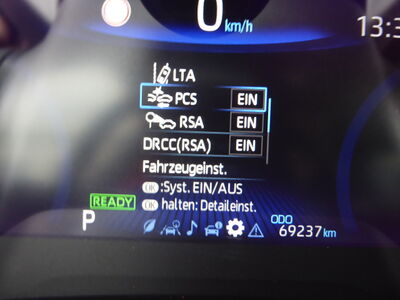 0 km/h
13:3
LTA
PCS EIN
RSA EIN
DRCC(RSA) EIN
Fahrzeugeinst.
OK :Syst. EIN/AUS
OK halten: Detaileinst.
READY
P
ODO
69237 km